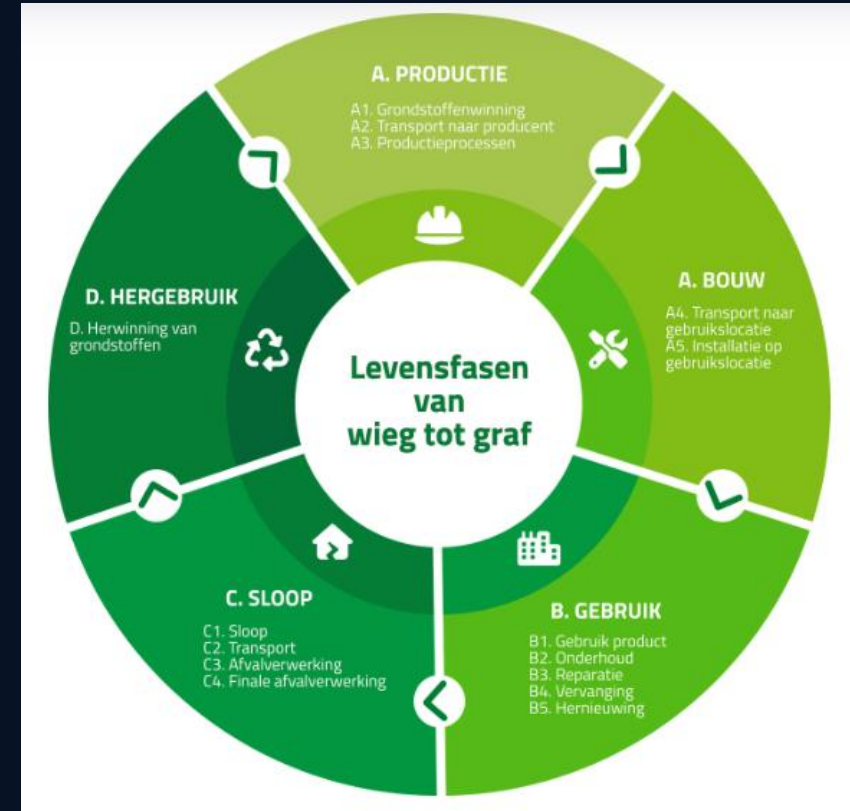 A. PRODUCTIE
A1. Grondstoffenwinning
A2. Transport naar producent
A3. Productieprocessen
A. BOUW
A4. Transport naar
gebruikslocatie
A5. Installatie op
gebruikslocatie
B. GEBRUIK
B1. Gebruik product
B2. Onderhoud
B3. Reparatie
B4. Vervanging
B5. Hernieuwing
C. SLOOP
C1. Sloop
C2. Transport
C3. Afvalverwerking
C4. Finale afvalverwerking
D. HERGEBRUIK
D. Herwinning van
grondstoffen
Levensfasen
van
wieg tot graf